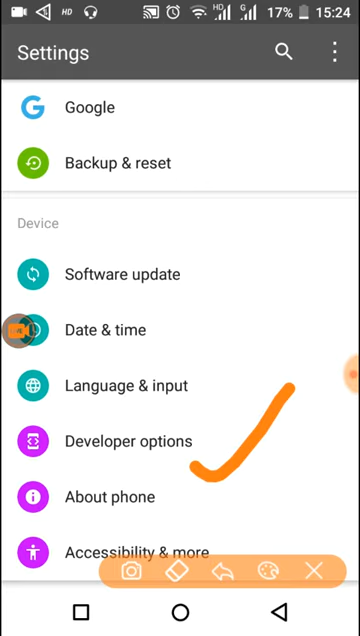 HD HD G 17% 15:24
Settings
Google
Backup & reset
Device
Software update
Date & time
Language & input
Developer options
About phone
Accessibility & more